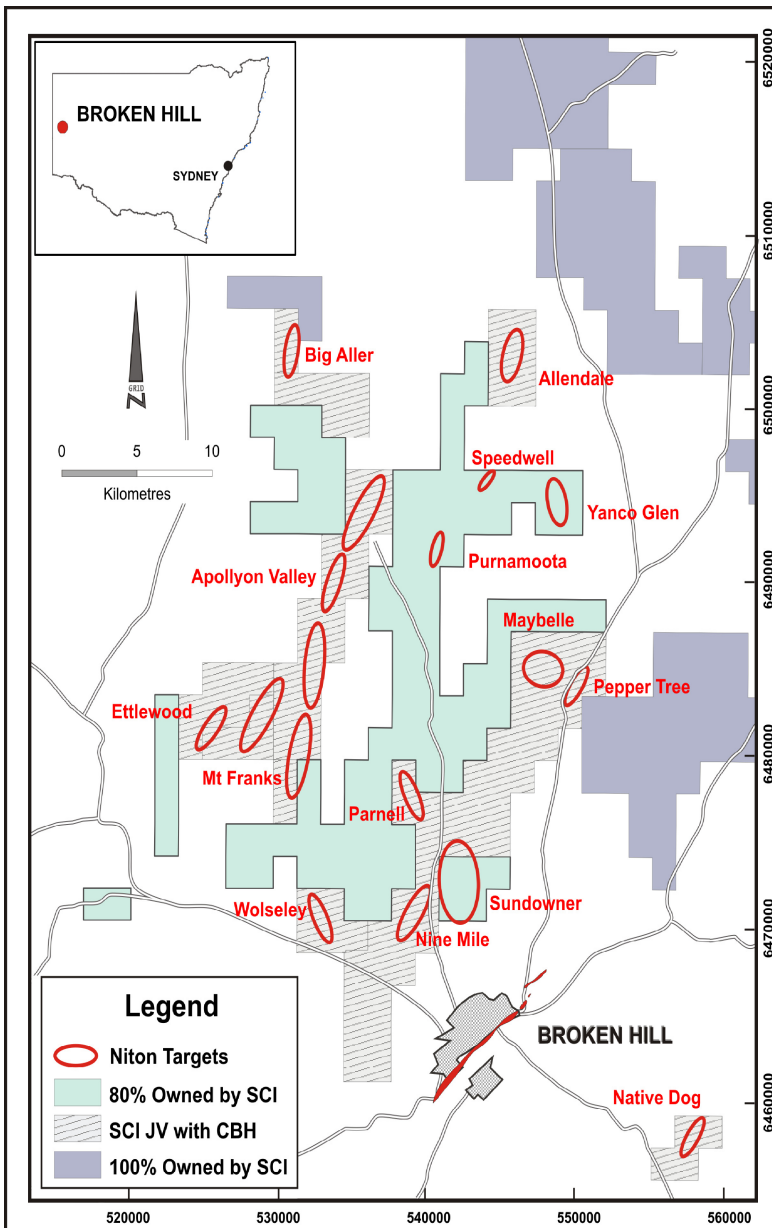 BROKEN HILL
SYDNEY
GRID
N
0
5
10
Kilometres
Big Aller
Allendale
Speedwell
Yanco Glen
Purnamoota
Apollyon Valley
Maybelle
Pepper Tree
Ettlewood
Mt Franks
Parnell
Wolseley
Sundowner
Nine Mile
BROKEN HILL
Native Dog
Legend
Niton Targets
80% Owned by SCI
SCI JV with CBH
100% Owned by SCI
6520000
6510000
6500000
6490000
6480000
6470000
6460000
520000
530000
540000
550000
560000